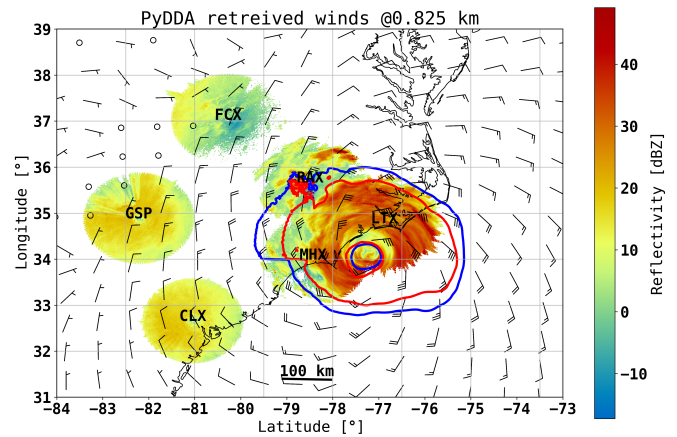 PyDDA retreived winds @0.825 km
39
38
37
36
35
34
33
32
31
−84
−83
−82
−81
−80
−79
−78
−77
−76
−75
−74
−73
Longitude [°]
Latitude [°]
FCX
RAX
GSP
LTX
MHX
CLX
100 km
40
30
20
10
0
−10
Reflectivity [dBZ]